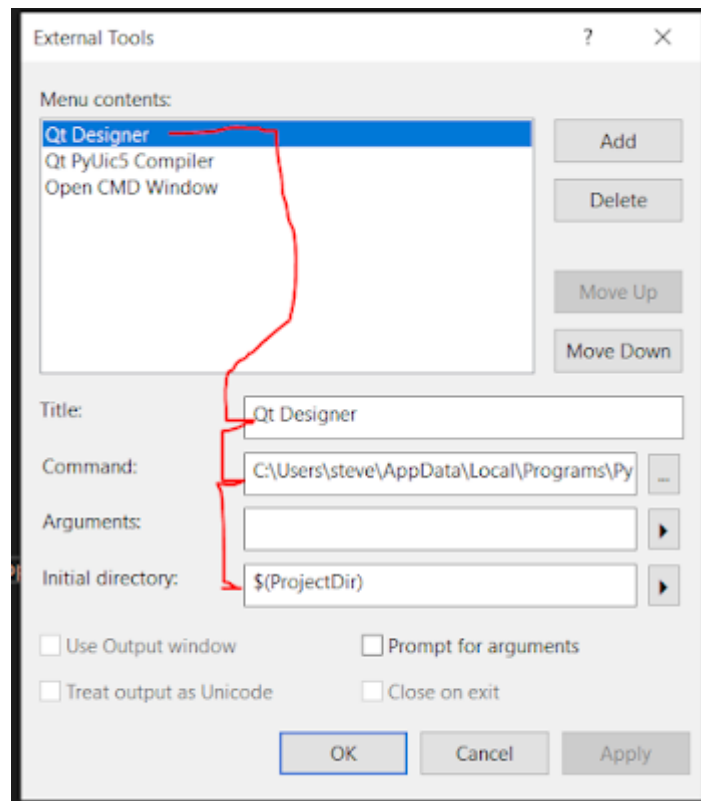 External Tools ? ×
Menu contents:
Qt Designer
Qt PyUic5 Compiler
Open CMD Window
Add
Delete
Move Up
Move Down
Title: Qt Designer
Command: C:\Users\steve\AppData\Local\Programs\Py ...
Arguments:
Initial directory: $(ProjectDir)
Use Output window Prompt for arguments
Treat output as Unicode Close on exit
OK Cancel Apply